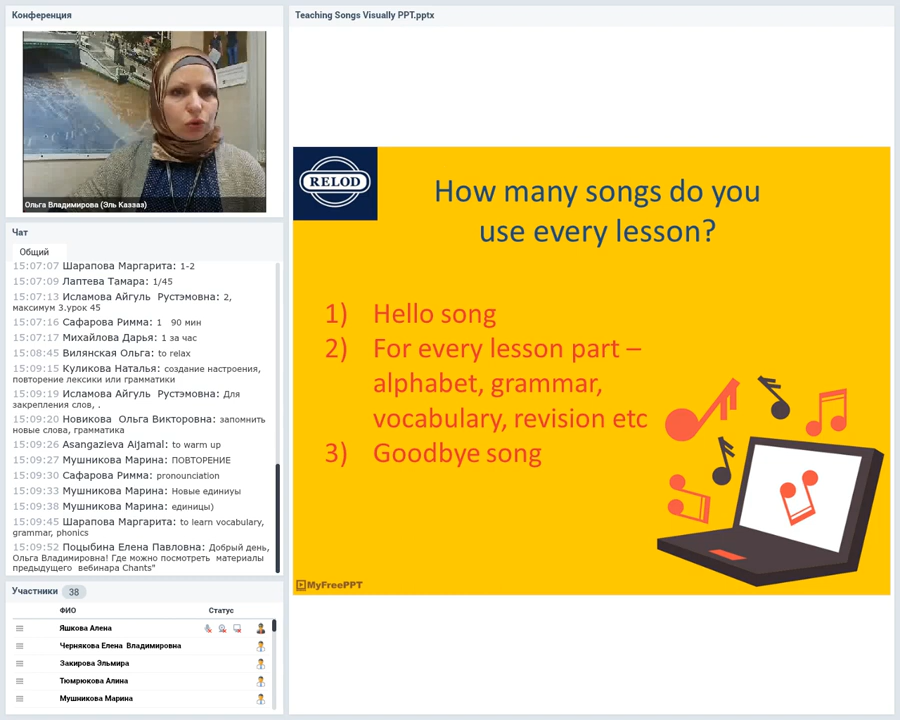 Конференция
Ольга Владимирова (Эль Каззаз)
Чат
Общий
15:07:07 Шарапова Маргарита: 1-2
15:07:09 Лаптева Тамара: 1/45
15:07:13 Исламова Айгуль Рустэмовна: 2,
максимум 3.урок 45
15:07:16 Сафарова Римма: 1 90 мин
15:07:17 Михайлова Дарья: 1 за час
15:08:45 Вилянская Ольга: to relax
15:09:15 Куликова Наталья: создание настроения,
повторение лексики или грамматики
15:09:19 Исламова Айгуль Рустэмовна: Для
закрепления слов, .
15:09:20 Новикова Ольга Викторовна: запомнить
новые слова, грамматика
15:09:26 Asangazieva Aijamal: to warm up
15:09:27 Мушникова Марина: ПОВТОРЕНИЕ
15:09:30 Сафарова Римма: pronounciation
15:09:33 Мушникова Марина: Новые единиуы
15:09:38 Мушникова Марина: единицы)
15:09:45 Шарапова Маргарита: to learn vocabulary,
grammar, phonics
15:09:52 Поцыбина Елена Павловна: Добрый день,
Ольга Владимировна! Где можно посмотреть материалы
предыдущего вебинара Chants"
Участники 38
ФИО Статус
Яшкова Алена
Чернякова Елена Владимировна
Закирова Эльмира
Тюмрюкова Алина
Мушникова Марина
Teaching Songs Visually PPT.pptx
RELOD
How many songs do you
use every lesson?
1) Hello song
2) For every lesson part –
alphabet, grammar,
vocabulary, revision etc
3) Goodbye song
MyFreePPT